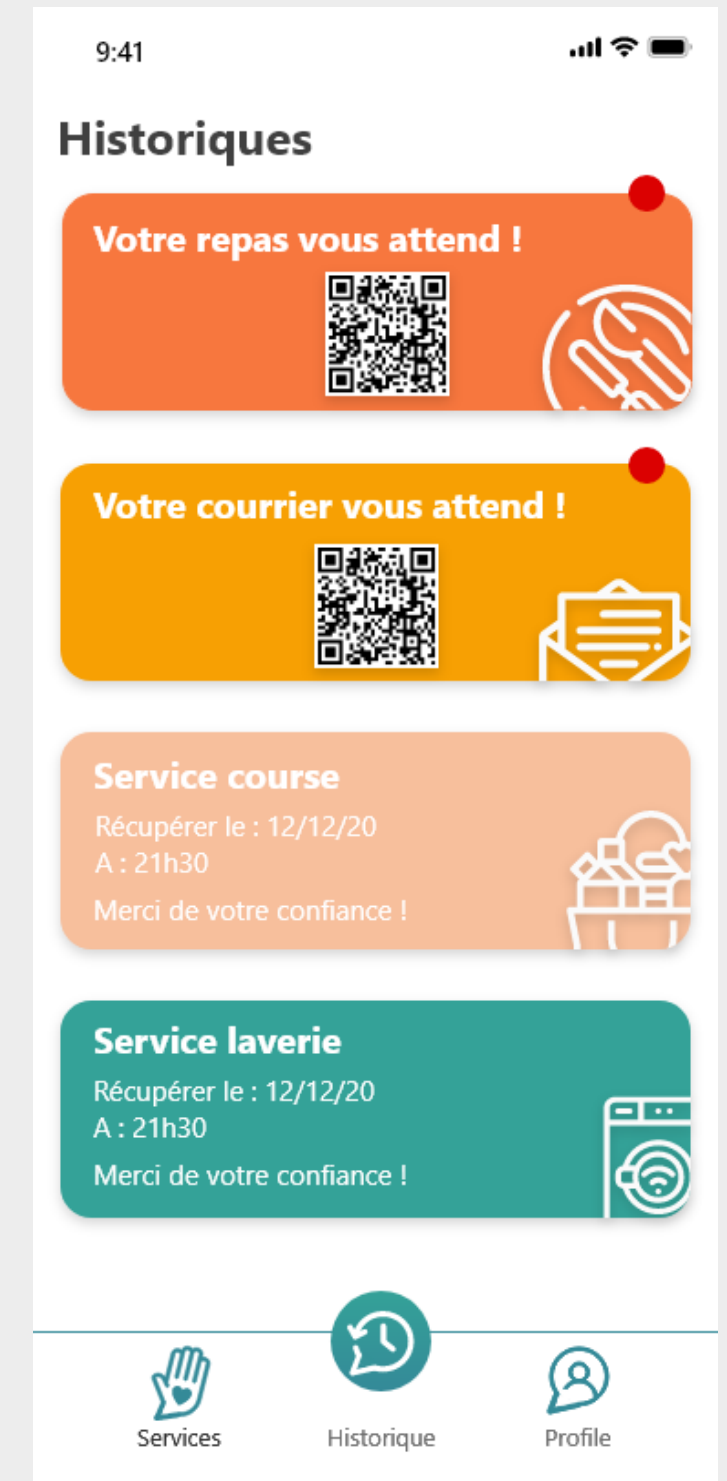 9:41
Historiques
Votre repas vous attend !
Votre courrier vous attend !
Service course
Récupérer le : 12/12/20
A : 21h30
Merci de votre confiance !
Service laverie
Récupérer le : 12/12/20
A : 21h30
Merci de votre confiance !
Services
Historique
Profile